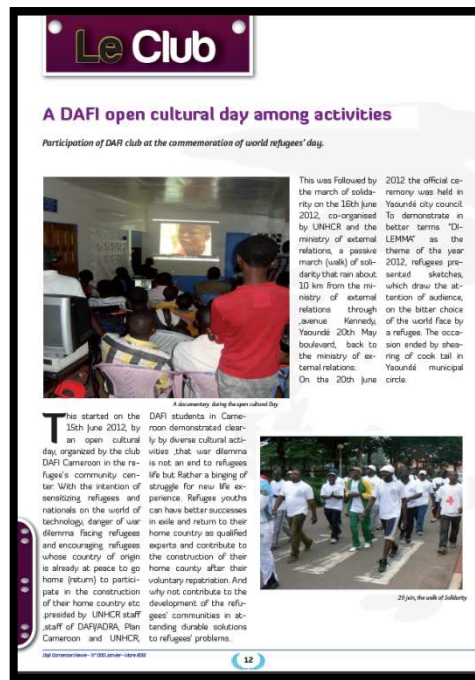 Le Club
A DAFI open cultural day among activities
Participation of DAFI club at the commemoration of world refugees' day.
A documentary during the open cultural Day
This started on the
15th June 2012, by
an open cultural
day, organized by the club
DAFI Cameroon in the re-
fugee's community cen-
ter. With the intention of
sensitizing refugees and
nationals on the world of
technology, danger of war
dilemma facing refugees
and encouraging refugees
whose country of origin
is already at peace to go
home (return) to partici-
pate in the construction
of their home country etc
.presided by UNHCR staff
,staff of DAFI/ADRA, Plan
Cameroon and UNHCR,
DAFI students in Came-
roon demonstrated clear-
ly by diverse cultural acti-
vities ,that war dilemma
is not an end to refugees
life but Rather a binging of
struggle for new life ex-
perience. Refugee youths
can have better successes
in exile and return to their
home country as qualified
experts and contribute to
the construction of their
home county after their
voluntary repatriation. And
why not contribute to the
development of the refu-
gees' communities in at-
tending durable solutions
to refugees' problems.
This was Followed by
the march of solida-
rity on the 16th June
2012, co-organised
by UNHCR and the
ministry of external
relations, a passive
march (walk) of soli-
darity that rain about
10 km from the mi-
nistry of external
relations through
,avenue Kennedy,
Yaoundé 20th May
boulevard, back to
the ministry of ex-
ternal relations.
On the 20th June
2012 the official ce-
remony was held in
Yaoundé city council.
To demonstrate in
better terms "DI-
LEMMA" as the
theme of the year
2012, refugees pre-
sented sketches,
which draw the at-
tention of audience,
on the bitter choice
of the world face by
a refugee. The occa-
sion ended by shea-
ring of cook tail in
Yaoundé municipal
circle.
20 juin, the walk of Solidarity
Dafi Cameroon News - N° 000 Janvier - Mars 2013
12